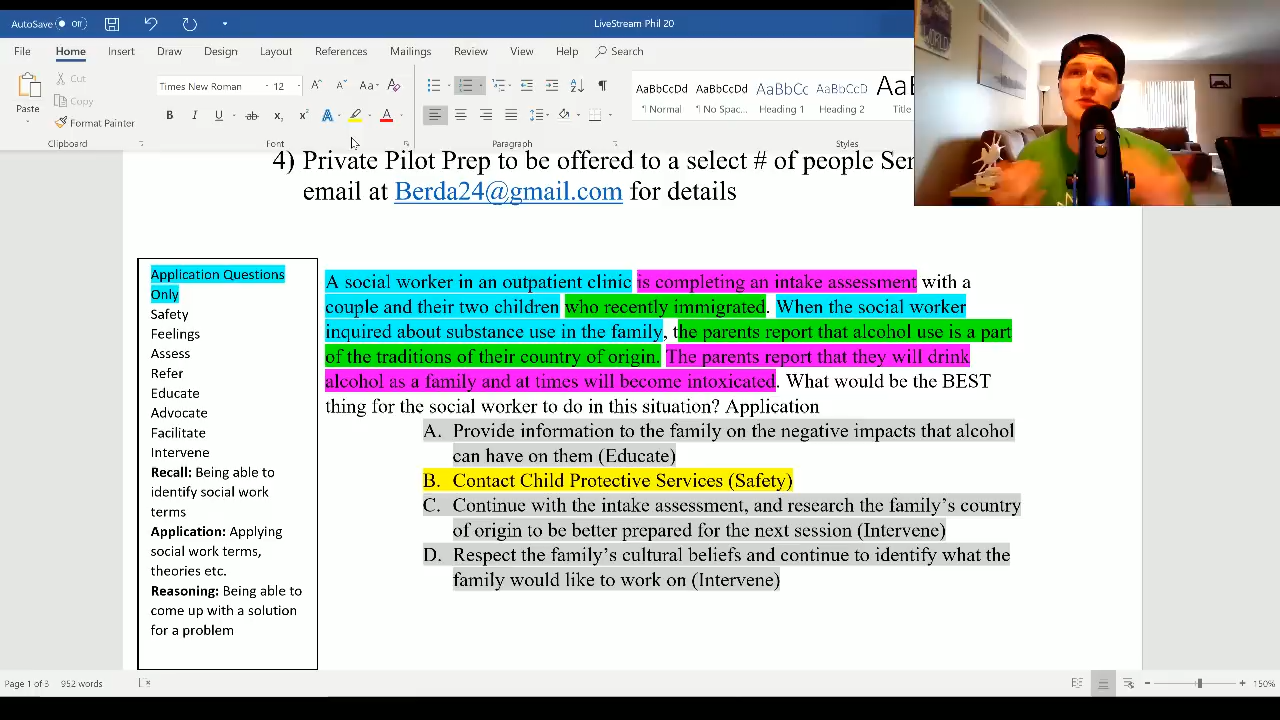 AutoSave Off
LiveStream Phil 20
File Home Insert Draw Design Layout References Mailings Review View Help Search
Cut
Copy
Paste
Format Painter
Times New Roman 12
Clipboard Font Paragraph Styles
AaBbCcDd AaBbCcDd AaBbCc AaBbCcD Aa
¶ Normal ¶ No Spac... Heading 1 Heading 2 Title
4) Private Pilot Prep to be offered to a select # of people
email at Berda24@gmail.com for details
Application Questions
Only
Safety
Feelings
Assess
Refer
Educate
Advocate
Facilitate
Intervene
Recall: Being able to
identify social work
terms
Application: Applying
social work terms,
theories etc.
Reasoning: Being able to
come up with a solution
for a problem
A social worker in an outpatient clinic is completing an intake assessment with a
couple and their two children who recently immigrated. When the social worker
inquired about substance use in the family, the parents report that alcohol use is a part
of the traditions of their country of origin. The parents report that they will drink
alcohol as a family and at times will become intoxicated. What would be the BEST
thing for the social worker to do in this situation? Application
A. Provide information to the family on the negative impacts that alcohol
can have on them (Educate)
B. Contact Child Protective Services (Safety)
C. Continue with the intake assessment, and research the family's country
of origin to be better prepared for the next session (Intervene)
D. Respect the family's cultural beliefs and continue to identify what the
family would like to work on (Intervene)
Page 1 of 3 952 words
150%